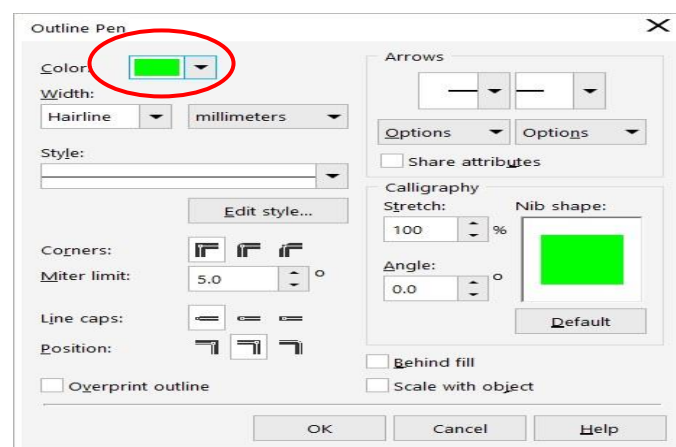 Outline Pen
Color:
Width:
Hairline millimeters
Style:
Edit style...
Corners:
Miter limit: 5.0 °
Line caps:
Position:
Overprint outline
Arrows
Options Options
Share attributes
Calligraphy
Stretch: Nib shape:
100 %
Angle:
0.0 °
Default
Behind fill
Scale with object
OK Cancel Help